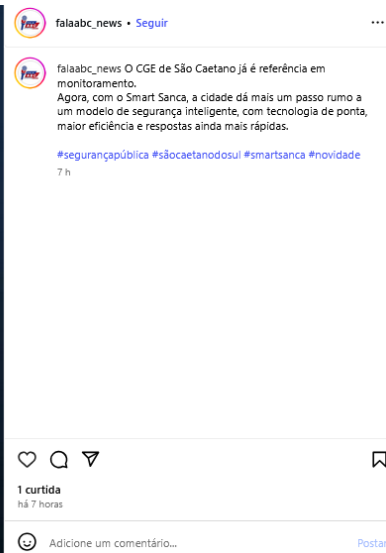 falaabc_news • Seguir
falaabc_news O CGE de São Caetano já é referência em
monitoramento.
Agora, com o Smart Sanca, a cidade dá mais um passo rumo a
um modelo de segurança inteligente, com tecnologia de ponta,
maior eficiência e respostas ainda mais rápidas.
#segurançapública #sãocaetanodosul #smartsanca #novidade
7 h
1 curtida
há 7 horas
Adicione um comentário...
Postar